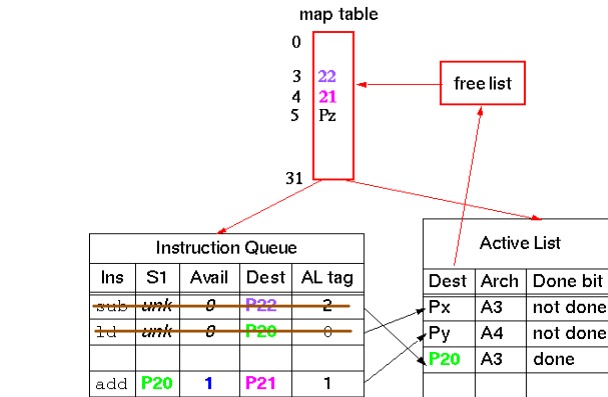 map table
0
3 22
4 21
5 Pz
31
free list
Instruction Queue
Ins S1 Avail Dest AL tag
sub unk 0 P22 2
ld unk 0 P20 0
add P20 1 P21 1
Active List
Dest Arch Done bit
Px A3 not done
Py A4 not done
P20 A3 done